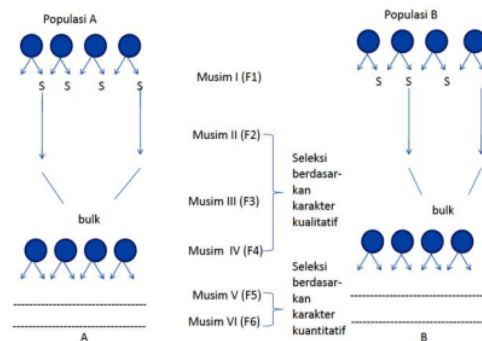 Populasi A
S S S S
Musim I (F1)
Musim II (F2)
Musim III (F3)
Musim IV (F4)
Musim V (F5)
Musim VI (F6)
bulk
A
Seleksi
berdasar-
kan
karakter
kualitatif
Seleksi
berdasar-
kan
karakter
kuantitatif
Populasi B
S S S S
bulk
B